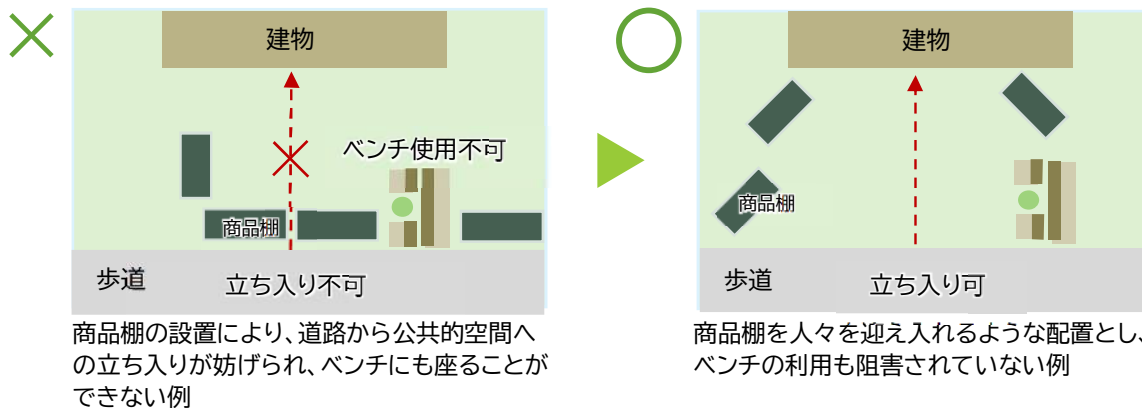 建物
ベンチ使用不可
商品棚
歩道
立ち入り不可
商品棚の設置により、道路から公共的空間へ
の立ち入りが妨げられ、ベンチにも座ることが
できない例
建物
商品棚
歩道
立ち入り可
商品棚を人々を迎え入れるような配置とし、
ベンチの利用も阻害されていない例